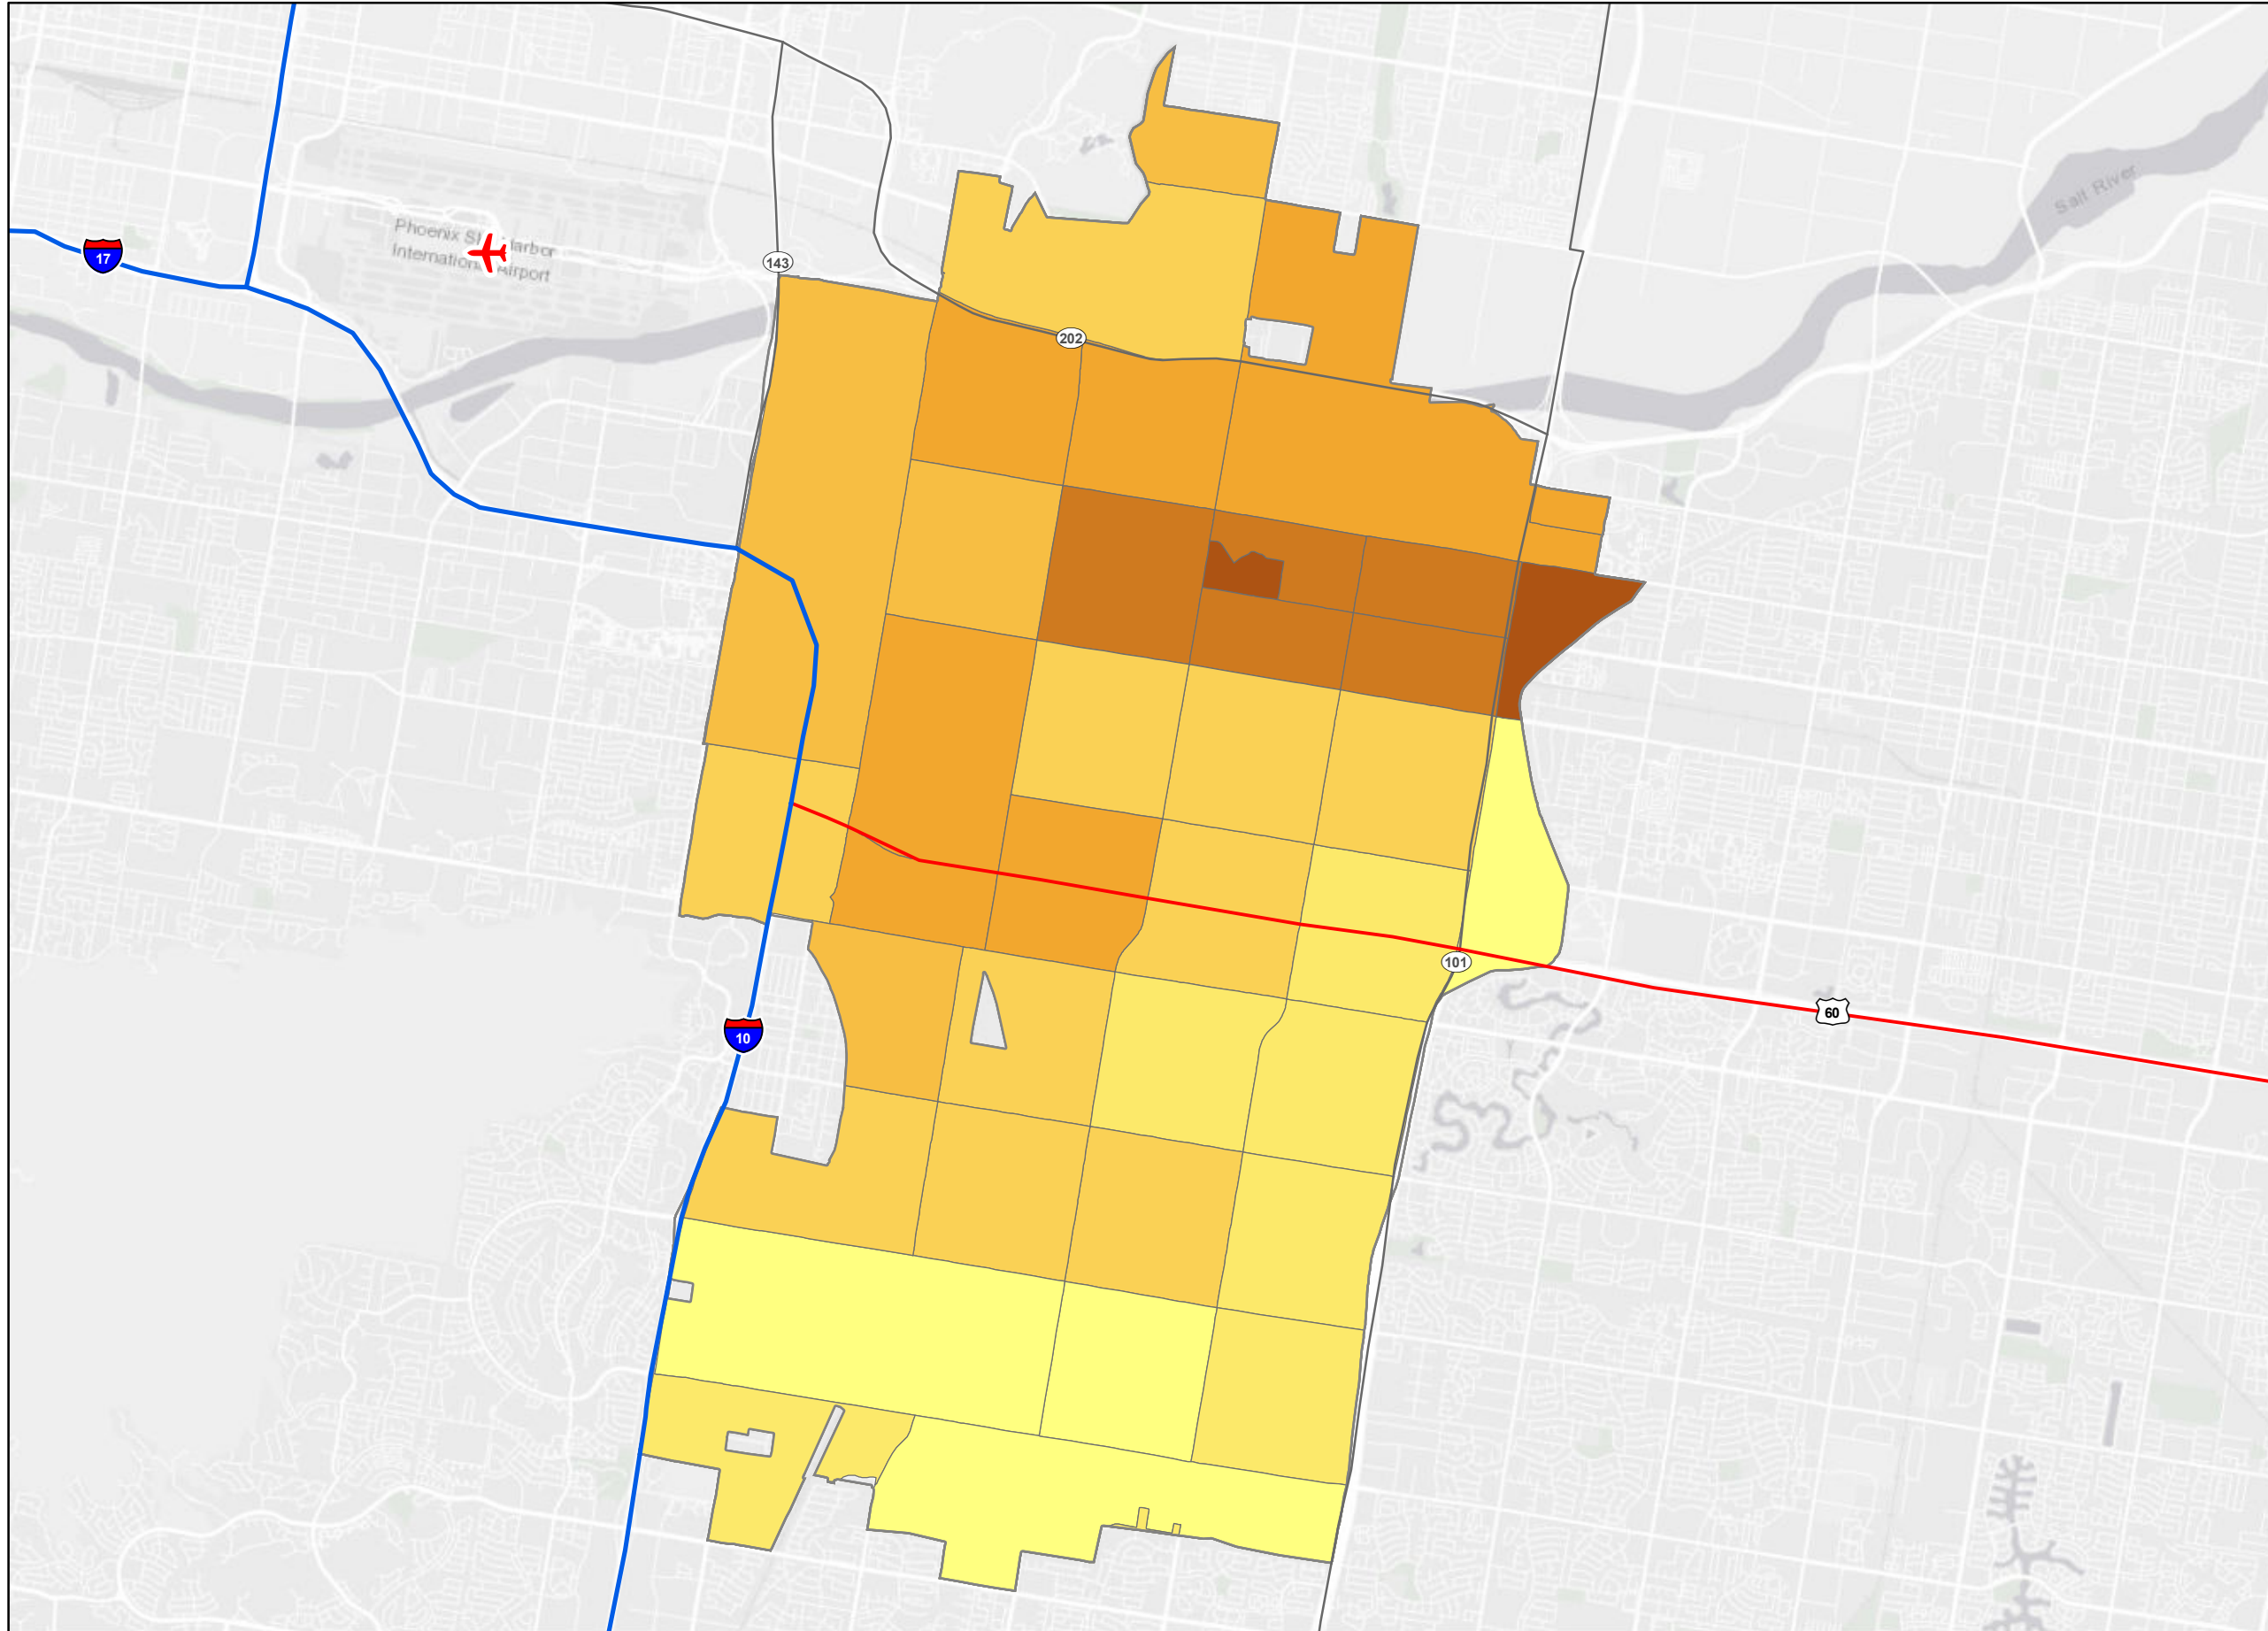 Salt River
Phoenix Sky Harbor
International Airport
17
143
202
101
60
10